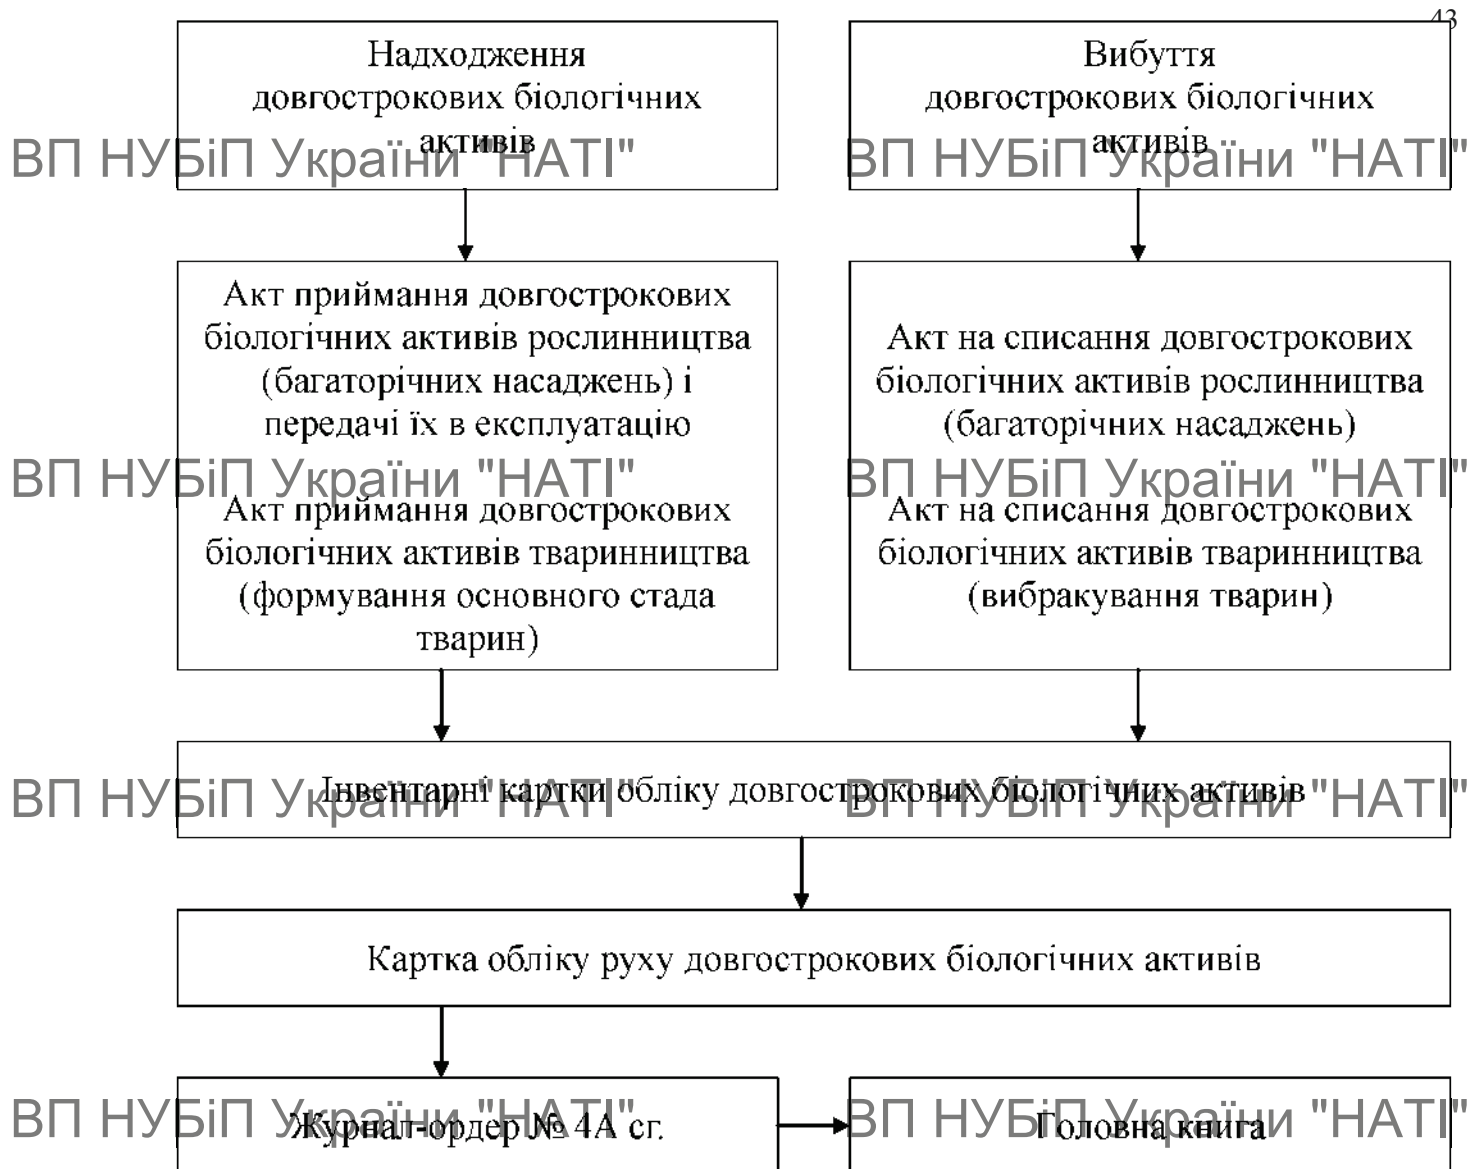 43
Надходження
довгострокових біологічних
активів
Вибуття
довгострокових біологічних
активів
ВП НУБіП України "НАТІ"
ВП НУБіП України "НАТІ"
Акт приймання довгострокових
біологічних активів рослинництва
(багаторічних насаджень) і
передачі їх в експлуатацію
Акт приймання довгострокових
біологічних активів тваринництва
(формування основного стада
тварин)
Акт на списання довгострокових
біологічних активів рослинництва
(багаторічних насаджень)
Акт на списання довгострокових
біологічних активів тваринництва
(вибракування тварин)
ВП НУБіП України "НАТІ"
ВП НУБіП України "НАТІ"
Інвентарні картки обліку довгострокових біологічних активів
ВП НУБіП України "НАТІ"
ВП НУБіП України "НАТІ"
Картка обліку руху довгострокових біологічних активів
Журнал-ордер № 4А сг.
Головна книга
ВП НУБіП України "НАТІ"
ВП НУБіП України "НАТІ"